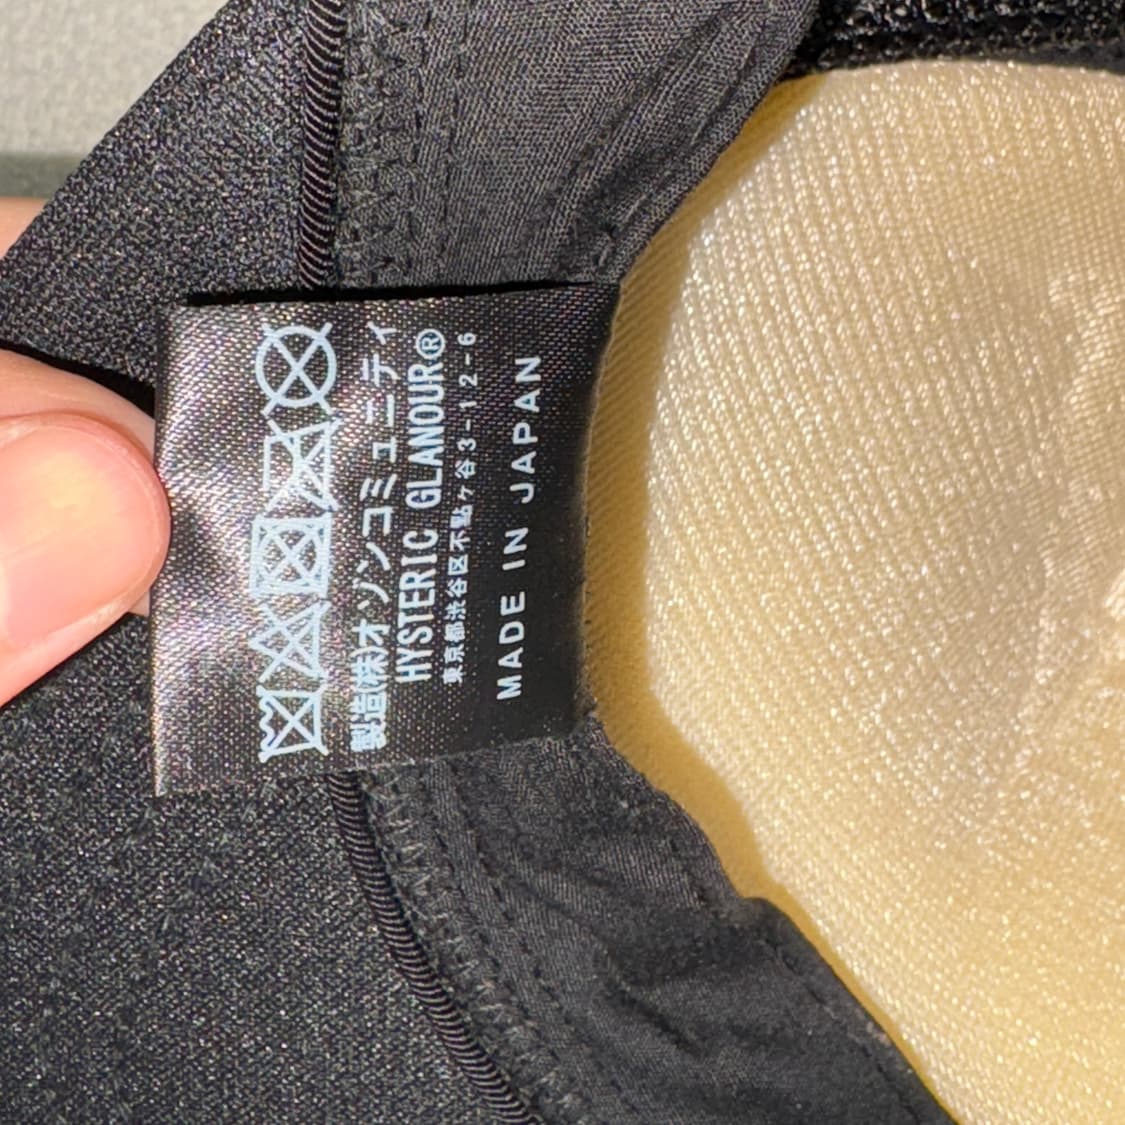 製造(株)オゾンコミュニティ
HYSTERIC GLAMOUR®
東京都渋谷区千駄ヶ谷3-12-6
MADE IN JAPAN